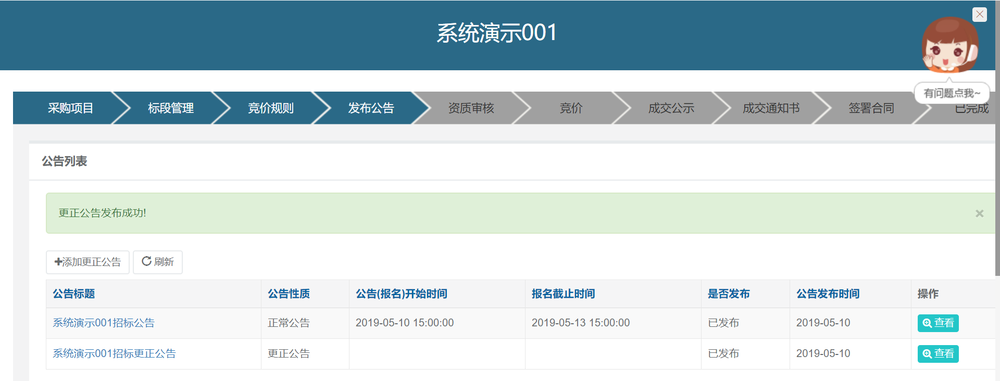 系统演示001
有问题点我~
采购项目 标段管理 竞价规则 发布公告 资质审核 竞价 成交公示 成交通知书 签署合同 已完成
公告列表
更正公告发布成功!
×
添加更正公告 刷新
公告标题 公告性质 公告(报名)开始时间 报名截止时间 是否发布 公告发布时间 操作
系统演示001招标公告 正常公告 2019-05-10 15:00:00 2019-05-13 15:00:00 已发布 2019-05-10 查看
系统演示001招标更正公告 更正公告 已发布 2019-05-10 查看